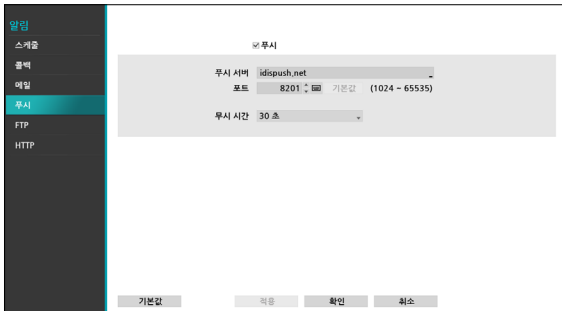 알림
스케줄
콜백
메일
푸시
FTP
HTTP
푸시
푸시 서버 idispush.net
포트 8201 기본값 (1024 ~ 65535)
무시 시간 30 초
기본값 적용 확인 취소